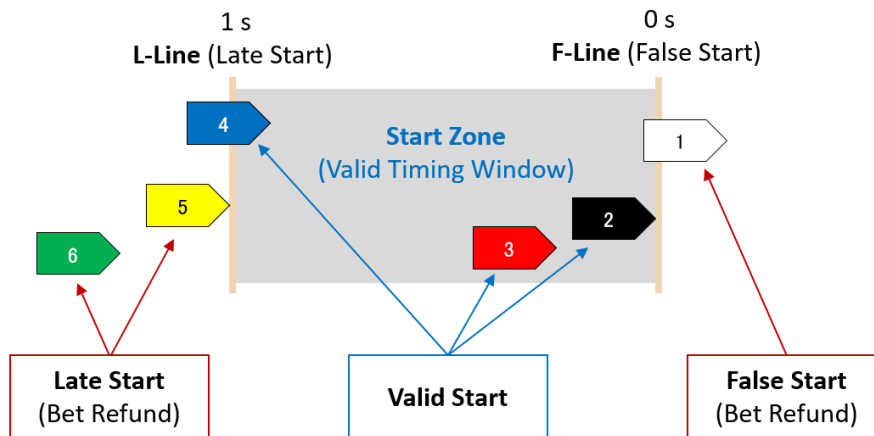 1 s
L-Line (Late Start)
0 s
F-Line (False Start)
4
Start Zone
(Valid Timing Window)
1
5
2
6
3
Late Start
(Bet Refund)
Valid Start
False Start
(Bet Refund)